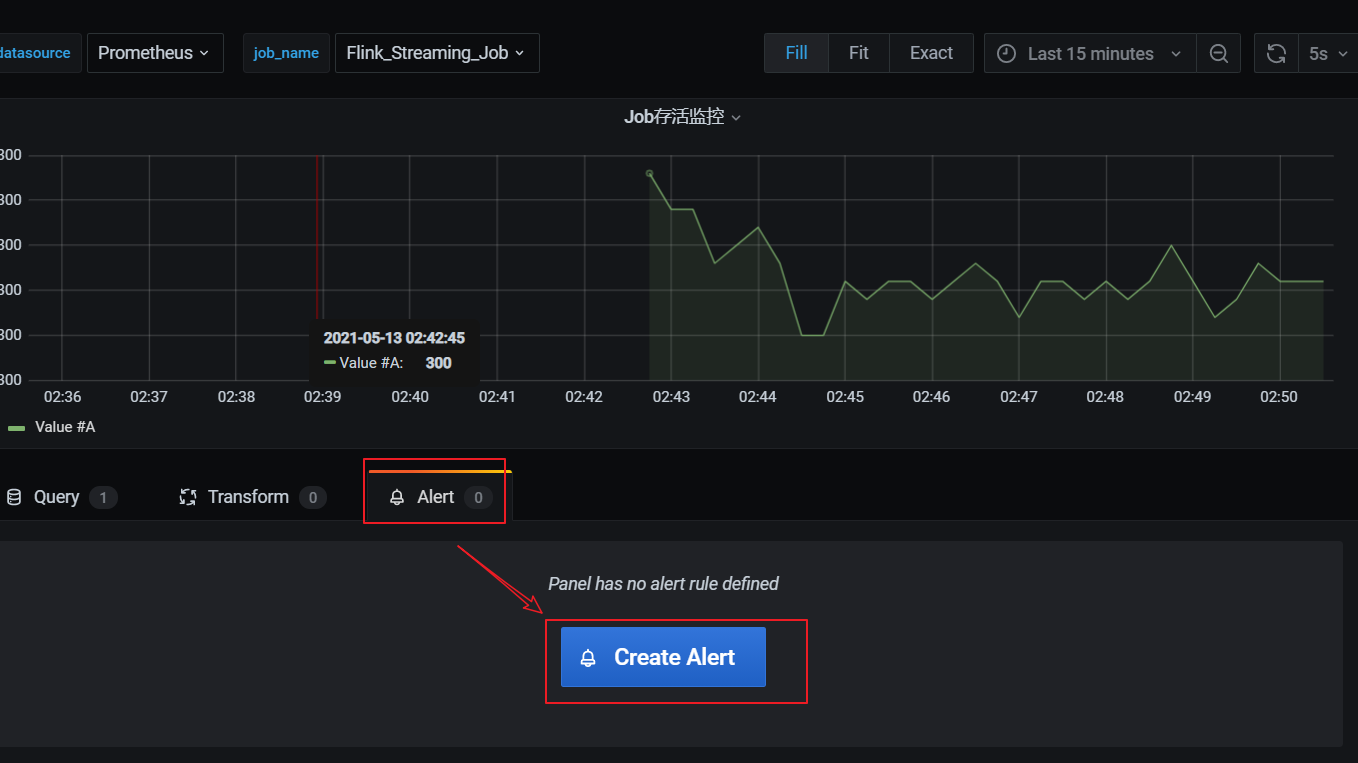 datasource Prometheus job_name Flink_Streaming_Job Fill Fit Exact Last 15 minutes 5s
Job存活监控
300
300
300
300
300
300
2021-05-13 02:42:45
Value #A: 300
02:36 02:37 02:38 02:39 02:40 02:41 02:42 02:43 02:44 02:45 02:46 02:47 02:48 02:49 02:50
Value #A
Query 1 Transform 0 Alert 0
Panel has no alert rule defined
Create Alert